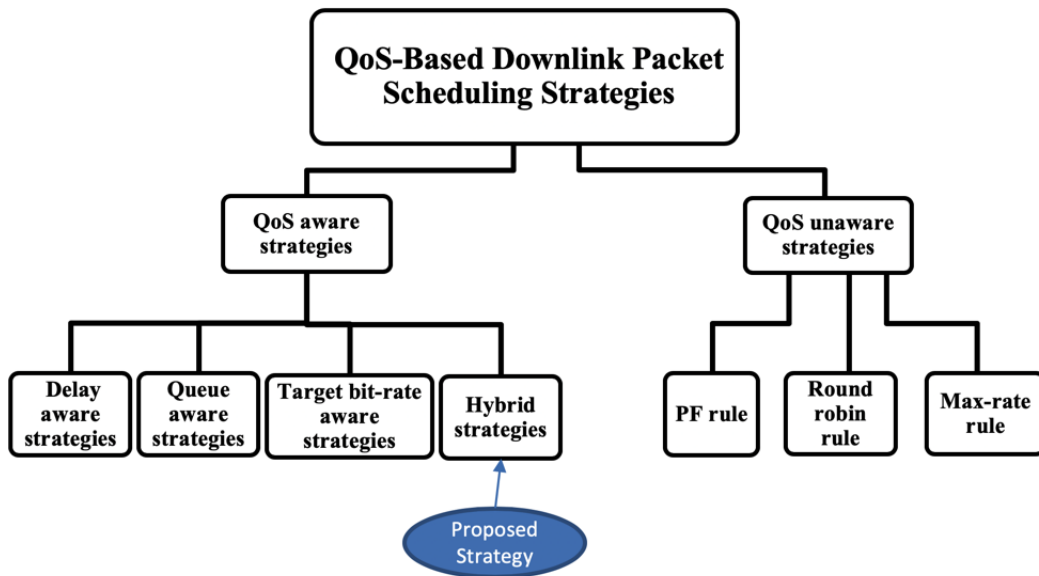 QoS-Based Downlink Packet
Scheduling Strategies
QoS aware
strategies
QoS unaware
strategies
Delay
aware
strategies
Queue
aware
strategies
Target bit-rate
aware
strategies
Hybrid
strategies
PF rule
Round
robin
rule
Max-rate
rule
Proposed
Strategy